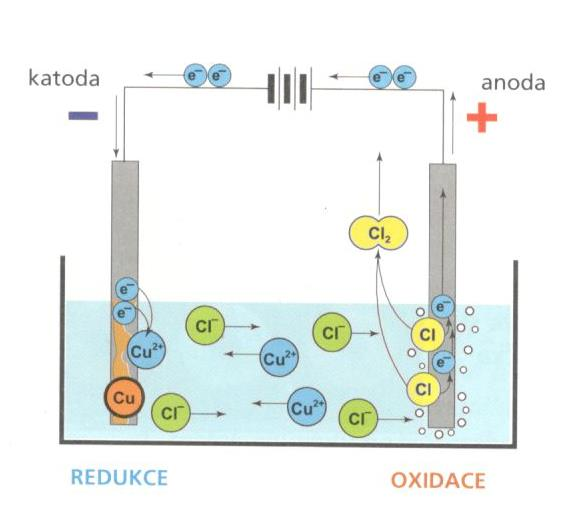 e⁻ e⁻ e⁻ e⁻
katoda anoda
− +
Cl₂
e⁻ e⁻
e⁻ Cl⁻ Cl⁻ Cl
Cu²⁺ Cu²⁺ e⁻
Cl
Cu Cl⁻ Cu²⁺ Cl⁻
REDUKCE OXIDACE